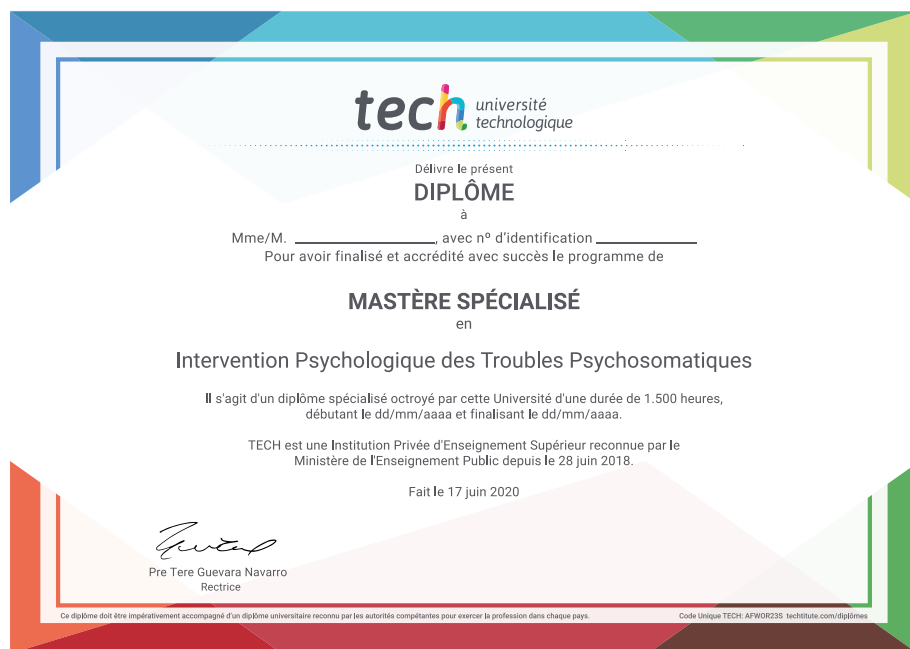 tech université
technologique
Délivre le présent
DIPLÔME
à
Mme/M. ____________________, avec nº d'identification ______________
Pour avoir finalisé et accrédité avec succès le programme de
MASTÈRE SPÉCIALISÉ
en
Intervention Psychologique des Troubles Psychosomatiques
Il s'agit d'un diplôme spécialisé octroyé par cette Université d'une durée de 1.500 heures,
débutant le dd/mm/aaaa et finalisant le dd/mm/aaaa.
TECH est une Institution Privée d'Enseignement Supérieur reconnue par le
Ministère de l'Enseignement Public depuis le 28 juin 2018.
Fait le 17 juin 2020
Pre Tere Guevara Navarro
Rectrice
Ce diplôme doit être impérativement accompagné d'un diplôme universitaire reconnu par les autorités compétantes pour exercer la profession dans chaque pays. Code Unique TECH: AFWOR23S techtitute.com/diplômes